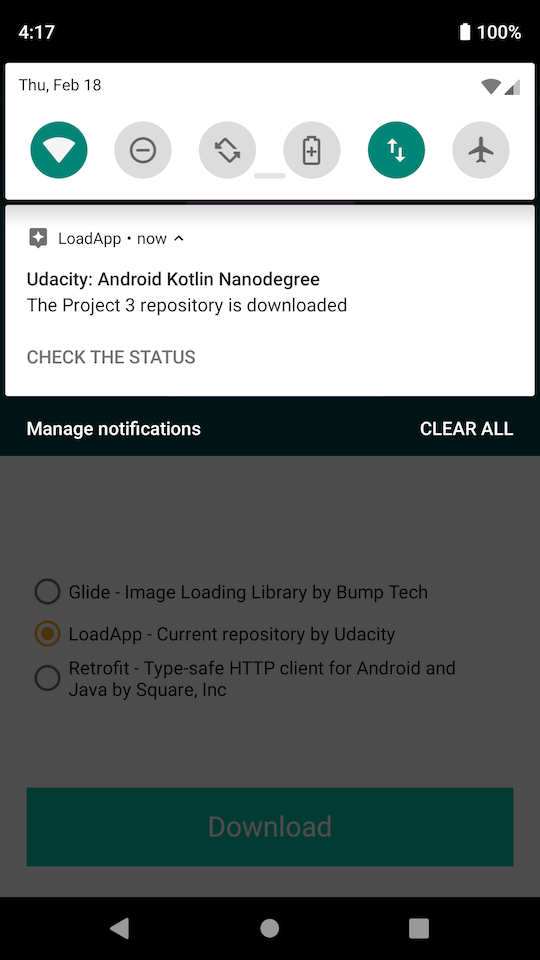 4:17
100%
Thu, Feb 18
LoadApp • now
Udacity: Android Kotlin Nanodegree
The Project 3 repository is downloaded
CHECK THE STATUS
Manage notifications
CLEAR ALL
Glide - Image Loading Library by Bump Tech
LoadApp - Current repository by Udacity
Retrofit - Type-safe HTTP client for Android and
Java by Square, Inc
Download